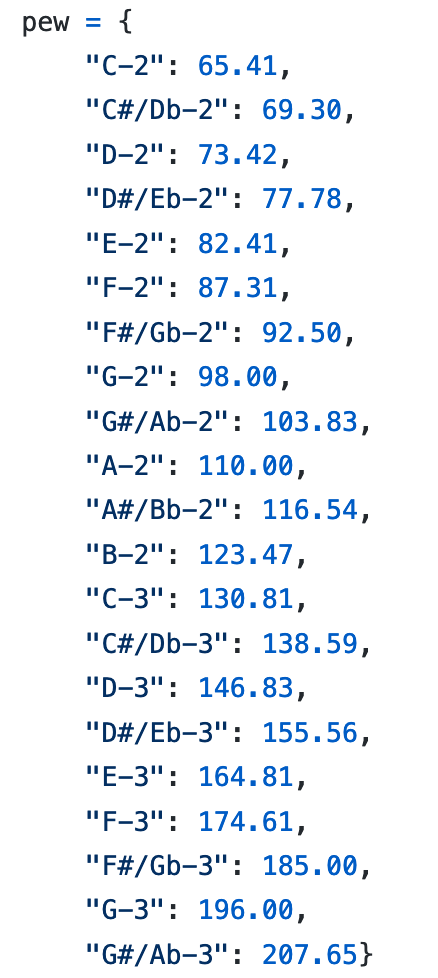 pew = {
"C-2": 65.41,
"C#/Db-2": 69.30,
"D-2": 73.42,
"D#/Eb-2": 77.78,
"E-2": 82.41,
"F-2": 87.31,
"F#/Gb-2": 92.50,
"G-2": 98.00,
"G#/Ab-2": 103.83,
"A-2": 110.00,
"A#/Bb-2": 116.54,
"B-2": 123.47,
"C-3": 130.81,
"C#/Db-3": 138.59,
"D-3": 146.83,
"D#/Eb-3": 155.56,
"E-3": 164.81,
"F-3": 174.61,
"F#/Gb-3": 185.00,
"G-3": 196.00,
"G#/Ab-3": 207.65}